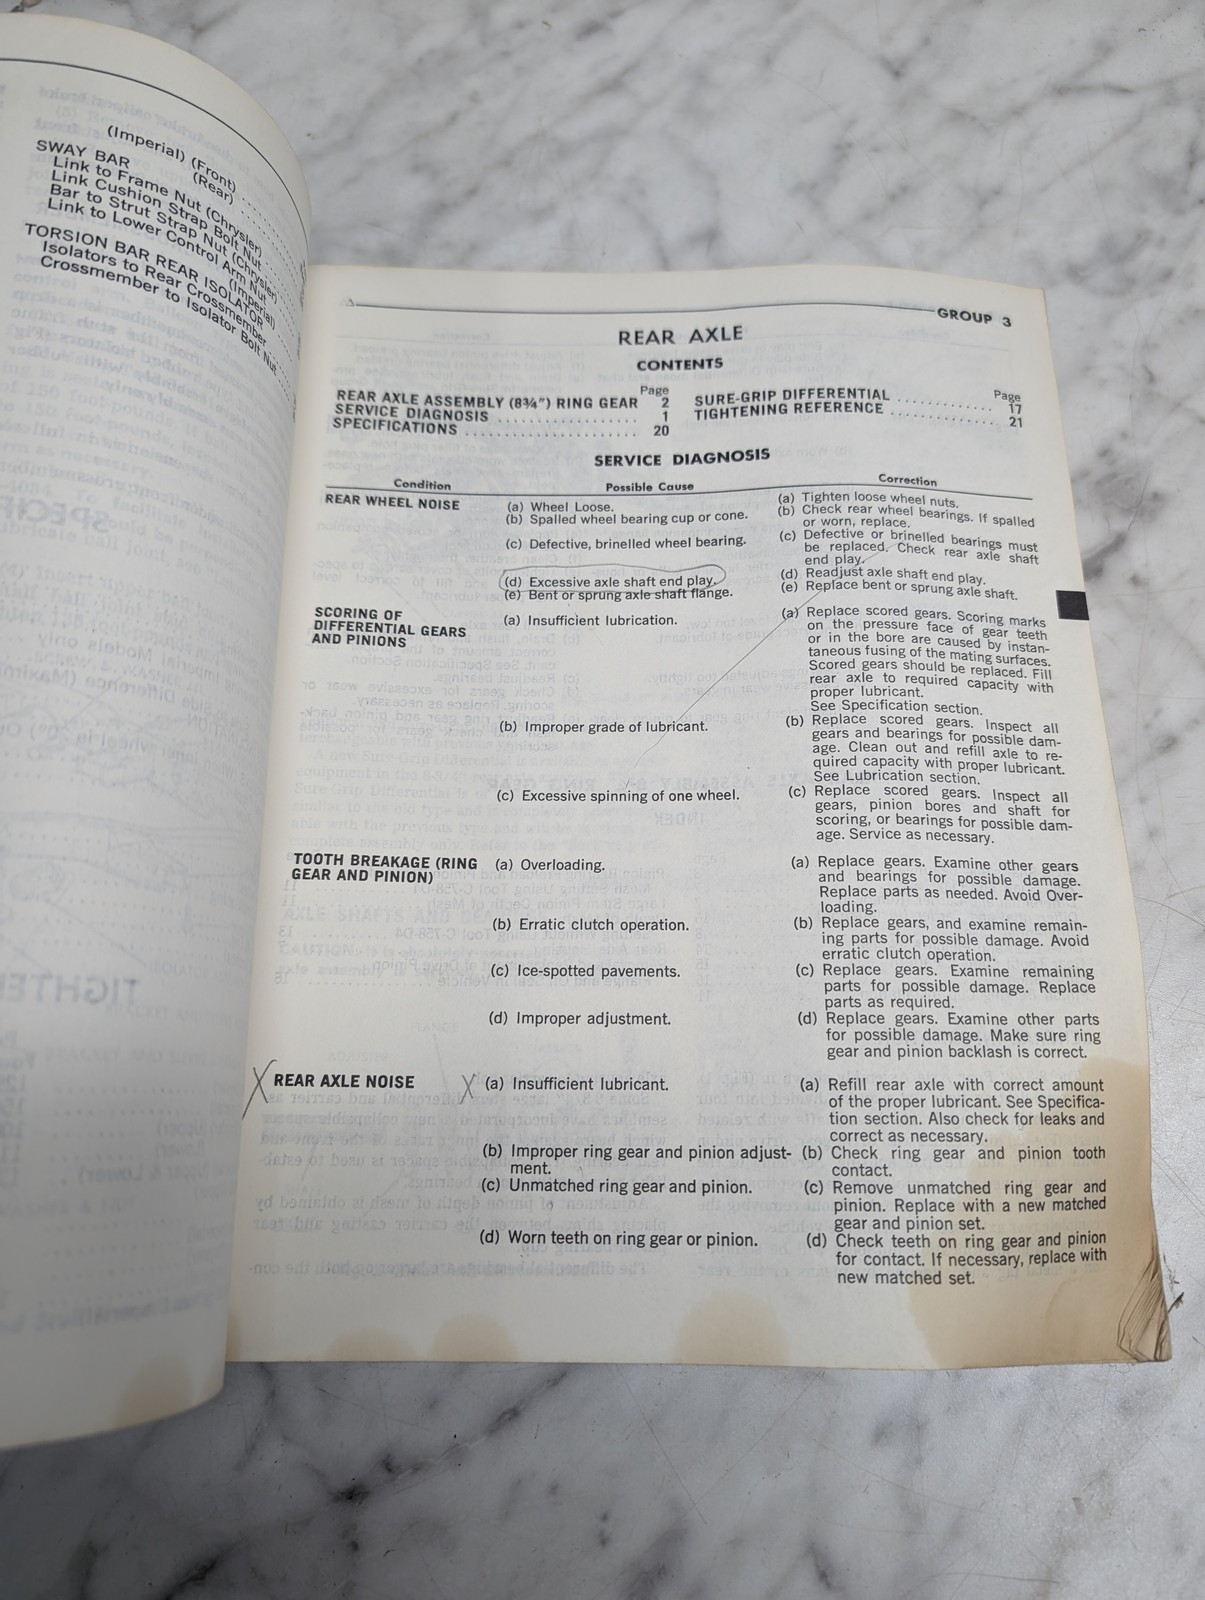 (Imperial) (Front)
(Rear)
SWAY BAR
Link to Frame Nut (Chrysler)
Link Cushion Strap Bolt Nut
Bar to Strut Strap Nut (Chrysler)
Link to Lower Control Arm Nut
(Imperial)
TORSION BAR REAR ISOLATOR
Isolators to Rear Crossmember
Crossmember to Isolator Bolt Nut
GROUP 3
REAR AXLE
CONTENTS
Page
REAR AXLE ASSEMBLY (8¾") RING GEAR 2
SERVICE DIAGNOSIS .................. 1
SPECIFICATIONS ...................... 20
Page
SURE-GRIP DIFFERENTIAL ............ 17
TIGHTENING REFERENCE ............. 21
SERVICE DIAGNOSIS
Condition Possible Cause Correction
REAR WHEEL NOISE
(a) Wheel Loose.
(b) Spalled wheel bearing cup or cone.
(c) Defective, brinelled wheel bearing.
(d) Excessive axle shaft end play.
(e) Bent or sprung axle shaft flange.
(a) Tighten loose wheel nuts.
(b) Check rear wheel bearings. If spalled
or worn, replace.
(c) Defective or brinelled bearings must
be replaced. Check rear axle shaft
end play.
(d) Readjust axle shaft end play.
(e) Replace bent or sprung axle shaft.
SCORING OF
DIFFERENTIAL GEARS
AND PINIONS
(a) Insufficient lubrication.
(a) Replace scored gears. Scoring marks
on the pressure face of gear teeth
or in the bore are caused by instan-
taneous fusing of the mating surfaces.
Scored gears should be replaced. Fill
rear axle to required capacity with
proper lubricant.
See Specification section.
(b) Improper grade of lubricant.
(b) Replace scored gears. Inspect all
gears and bearings for possible dam-
age. Clean out and refill axle to re-
quired capacity with proper lubricant.
See Lubrication section.
(c) Excessive spinning of one wheel.
(c) Replace scored gears. Inspect all
gears, pinion bores and shaft for
scoring, or bearings for possible dam-
age. Service as necessary.
TOOTH BREAKAGE (RING
GEAR AND PINION)
(a) Overloading.
(a) Replace gears. Examine other gears
and bearings for possible damage.
Replace parts as needed. Avoid Over-
loading.
(b) Erratic clutch operation.
(b) Replace gears, and examine remain-
ing parts for possible damage. Avoid
erratic clutch operation.
(c) Ice-spotted pavements.
(c) Replace gears. Examine remaining
parts for possible damage. Replace
parts as required.
(d) Improper adjustment.
(d) Replace gears. Examine other parts
for possible damage. Make sure ring
gear and pinion backlash is correct.
X REAR AXLE NOISE
X (a) Insufficient lubricant.
(a) Refill rear axle with correct amount
of the proper lubricant. See Specifica-
tion section. Also check for leaks and
correct as necessary.
(b) Improper ring gear and pinion adjust-
ment.
(b) Check ring gear and pinion tooth
contact.
(c) Unmatched ring gear and pinion.
(c) Remove unmatched ring gear and
pinion. Replace with a new matched
gear and pinion set.
(d) Worn teeth on ring gear or pinion.
(d) Check teeth on ring gear and pinion
for contact. If necessary, replace with
new matched set.